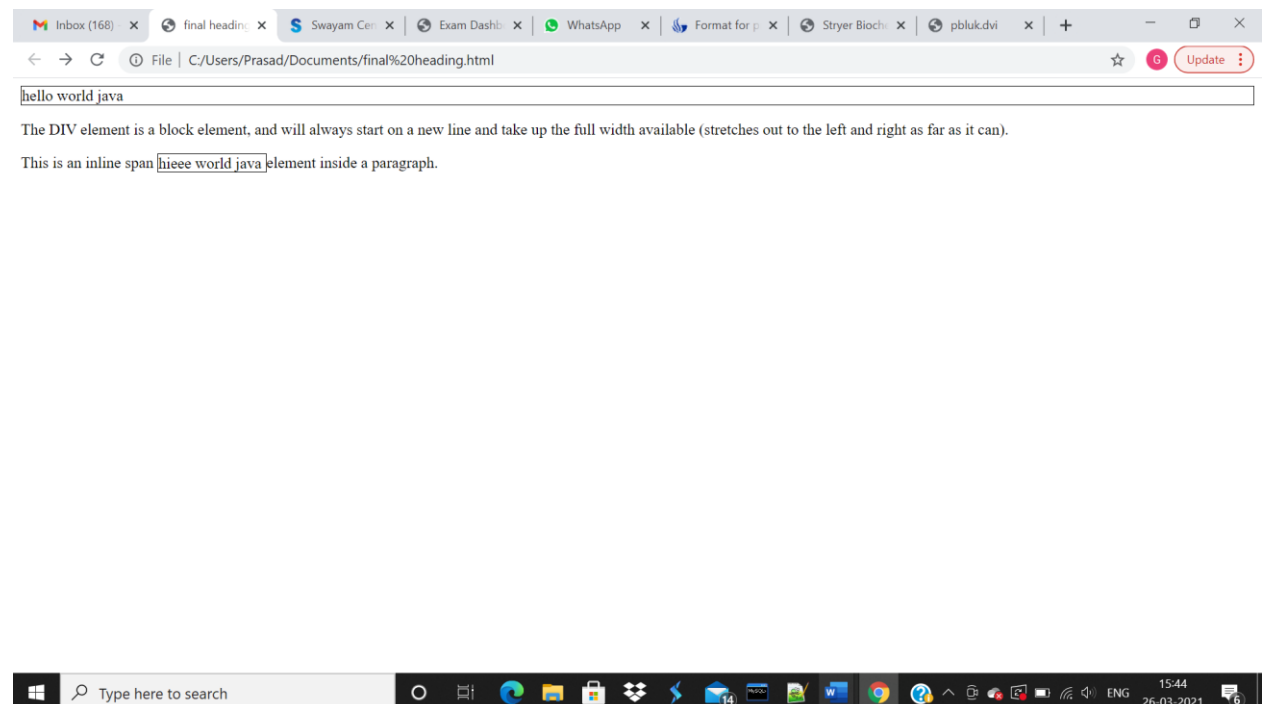 Inbox (168) - final heading Swayam Cen Exam Dashb WhatsApp Format for p Stryer Bioche pbluk.dvi
File C:/Users/Prasad/Documents/final%20heading.html G Update
hello world java
The DIV element is a block element, and will always start on a new line and take up the full width available (stretches out to the left and right as far as it can).
This is an inline span hieee world java element inside a paragraph.
Type here to search 14 W ENG 15:44 6
26-03-2021